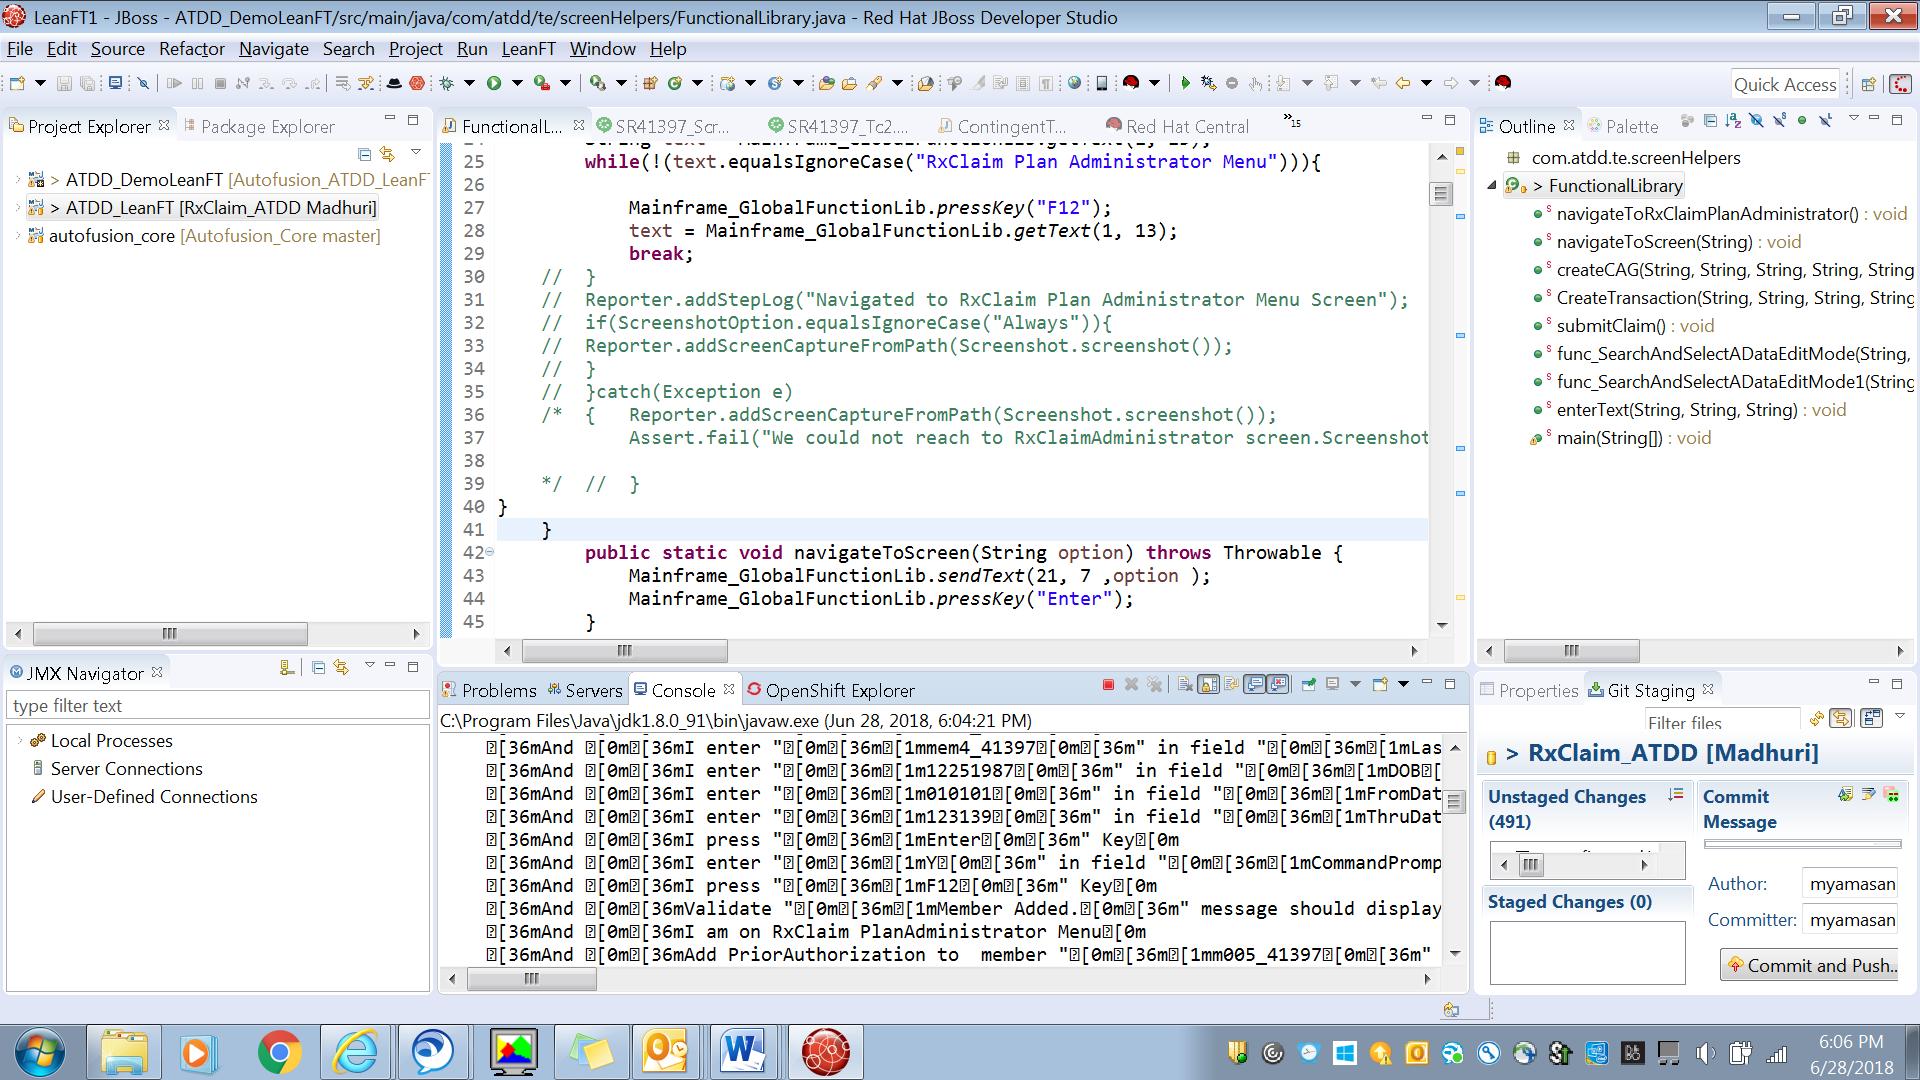 LeanFT1 - JBoss - ATDD_DemoLeanFT/src/main/java/com/atdd/te/screenHelpers/FunctionalLibrary.java - Red Hat JBoss Developer Studio
File Edit Source Refactor Navigate Search Project Run LeanFT Window Help
Quick Access
Project Explorer
Package Explorer
> ATDD_DemoLeanFT [Autofusion_ATDD_LeanFT
> ATDD_LeanFT [RxClaim_ATDD Madhuri]
autofusion_core [Autofusion_Core master]
JMX Navigator
type filter text
Local Processes
Server Connections
User-Defined Connections
FunctionalL...
SR41397_Scr...
SR41397_Tc2...
ContingentT...
Red Hat Central
»15
25 while(!(text.equalsIgnoreCase("RxClaim Plan Administrator Menu"))){
26
27 Mainframe_GlobalFunctionLib.pressKey("F12");
28 text = Mainframe_GlobalFunctionLib.getText(1, 13);
29 break;
30 // }
31 // Reporter.addStepLog("Navigated to RxClaim Plan Administrator Menu Screen");
32 // if(ScreenshotOption.equalsIgnoreCase("Always")){
33 // Reporter.addScreenCaptureFromPath(Screenshot.screenshot());
34 // }
35 // }catch(Exception e)
36 /* { Reporter.addScreenCaptureFromPath(Screenshot.screenshot());
37 Assert.fail("We could not reach to RxClaimAdministrator screen.Screenshot
38
39 */ // }
40 }
41 }
42 public static void navigateToScreen(String option) throws Throwable {
43 Mainframe_GlobalFunctionLib.sendText(21, 7 ,option );
44 Mainframe_GlobalFunctionLib.pressKey("Enter");
45 }
Problems
Servers
Console
OpenShift Explorer
C:\Program Files\Java\jdk1.8.0_91\bin\javaw.exe (Jun 28, 2018, 6:04:21 PM)
[36mAnd [0m[36mI enter "[0m[36m[1mmem4_41397[0m[36m" in field "[0m[36m[1mLas
[36mAnd [0m[36mI enter "[0m[36m[1m12251987[0m[36m" in field "[0m[36m[1mDOB[
[36mAnd [0m[36mI enter "[0m[36m[1m010101[0m[36m" in field "[0m[36m[1mFromDat
[36mAnd [0m[36mI enter "[0m[36m[1m123139[0m[36m" in field "[0m[36m[1mThruDat
[36mAnd [0m[36mI press "[0m[36m[1mEnter[0m[36m" Key[0m
[36mAnd [0m[36mI enter "[0m[36m[1mY[0m[36m" in field "[0m[36m[1mCommandPromp
[36mAnd [0m[36mI press "[0m[36m[1mF12[0m[36m" Key[0m
[36mAnd [0m[36mValidate "[0m[36m[1mMember Added.[0m[36m" message should display
[36mAnd [0m[36mI am on RxClaim PlanAdministrator Menu[0m
[36mAnd [0m[36mAdd PriorAuthorization to  member "[0m[36m[1mm005_41397[0m[36m"
Outline
Palette
com.atdd.te.screenHelpers
> FunctionalLibrary
navigateToRxClaimPlanAdministrator() : void
navigateToScreen(String) : void
createCAG(String, String, String, String, String
CreateTransaction(String, String, String, String
submitClaim() : void
func_SearchAndSelectADataEditMode(String,
func_SearchAndSelectADataEditMode1(String
enterText(String, String, String) : void
main(String[]) : void
Properties
Git Staging
Filter files
> RxClaim_ATDD [Madhuri]
Unstaged Changes (491)
Commit Message
Staged Changes (0)
Author: myamasan
Committer: myamasan
Commit and Push..
6:06 PM
6/28/2018